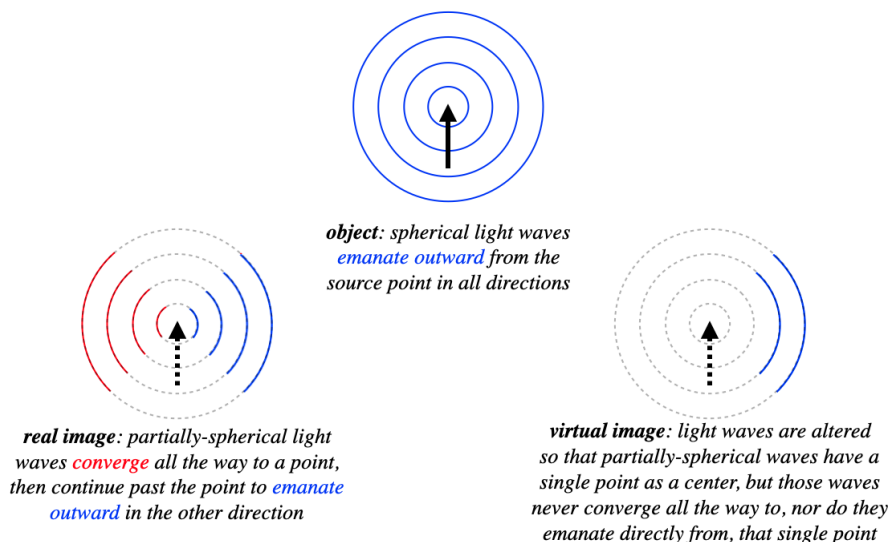 object: spherical light waves
emanate outward from the
source point in all directions
real image: partially-spherical light
waves converge all the way to a point,
then continue past the point to emanate
outward in the other direction
virtual image: light waves are altered
so that partially-spherical waves have a
single point as a center, but those waves
never converge all the way to, nor do they
emanate directly from, that single point